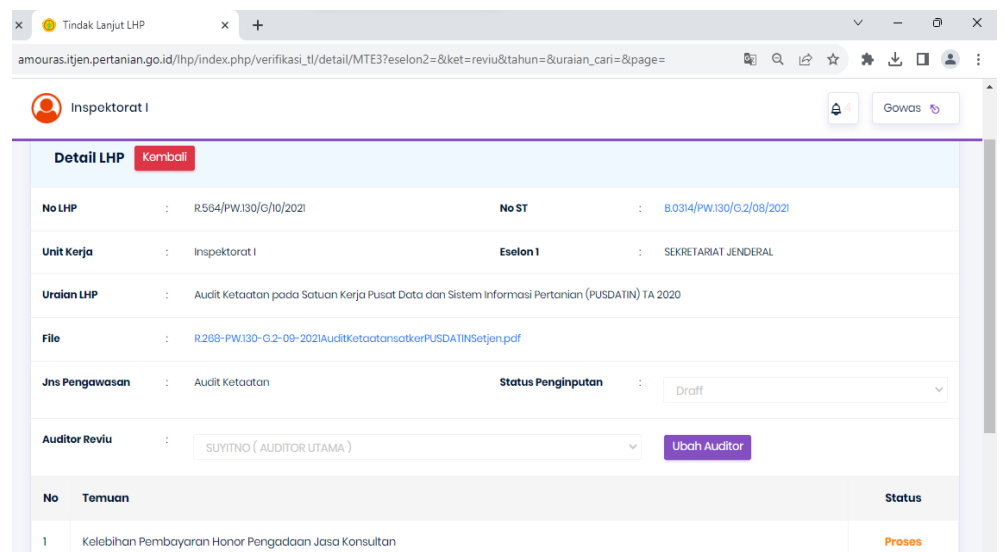 Tindak Lanjut LHP
amouras.itjen.pertanian.go.id/lhp/index.php/verifikasi_tl/detail/MTE3?eselon2=&ket=reviu&tahun=&uraian_cari=&page=
Inspektorat I
4
Gowas
Detail LHP Kembali
No LHP : R.564/PW.130/G/10/2021 No ST : B.0314/PW.130/G.2/08/2021
Unit Kerja : Inspektorat I Eselon 1 : SEKRETARIAT JENDERAL
Uraian LHP : Audit Ketaatan pada Satuan Kerja Pusat Data dan Sistem Informasi Pertanian (PUSDATIN) TA 2020
File : R.268-PW.130-G.2-09-2021AuditKetaatansatkerPUSDATINSetjen.pdf
Jns Pengawasan : Audit Ketaatan Status Penginputan : Draff
Auditor Reviu : SUYITNO ( AUDITOR UTAMA ) Ubah Auditor
No Temuan Status
1 Kelebihan Pembayaran Honor Pengadaan Jasa Konsultan Proses